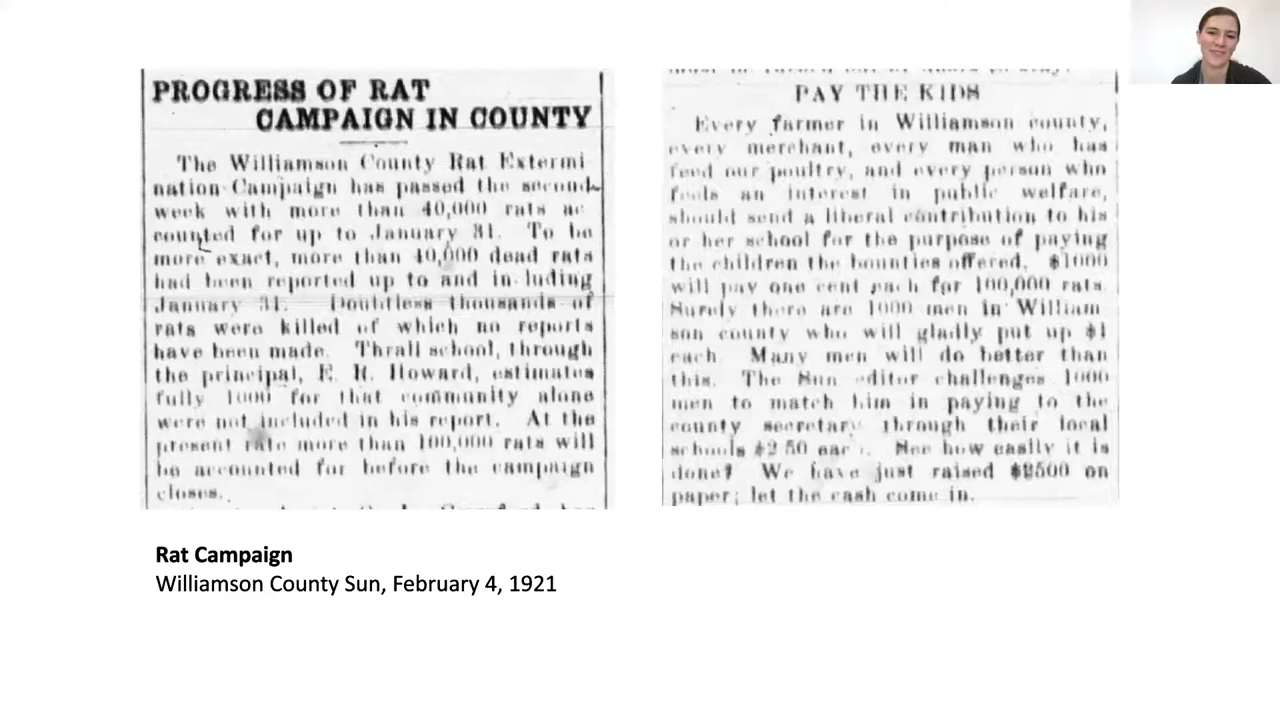 PROGRESS OF RAT
CAMPAIGN IN COUNTY
The Williamson County Rat Extermi
nation Campaign has passed the second
week with more than 40,000 rats ac
counted for up to January 31. To be
more exact, more than 40,000 dead rats
had been reported up to and in luding
January 31. Doubtless thousands of
rats were killed of which no reports
have been made. Thrall school, through
the principal, E. R. Howard, estimates
fully 1000 for that community alone
were not included in his report. At the
present rate more than 100,000 rats will
be accounted for before the campaign
closes.
PAY THE KIDS
Every farmer in Williamson county,
every merchant, every man who has
feed our poultry, and every person who
feels an interest in public welfare,
should send a liberal contribution to his
or her school for the purpose of paying
the children the bounties offered. $1000
will pay one cent each for 100,000 rats.
Surely there are 1000 men in William
son county who will gladly put up $1
each. Many men will do better than
this. The Sun editor challenges 1000
men to match him in paying to the
county secretary through their local
schools $2 50 See how easily it is
done? We have just raised $2500 on
paper; let the cash come in.
Rat Campaign
Williamson County Sun, February 4, 1921